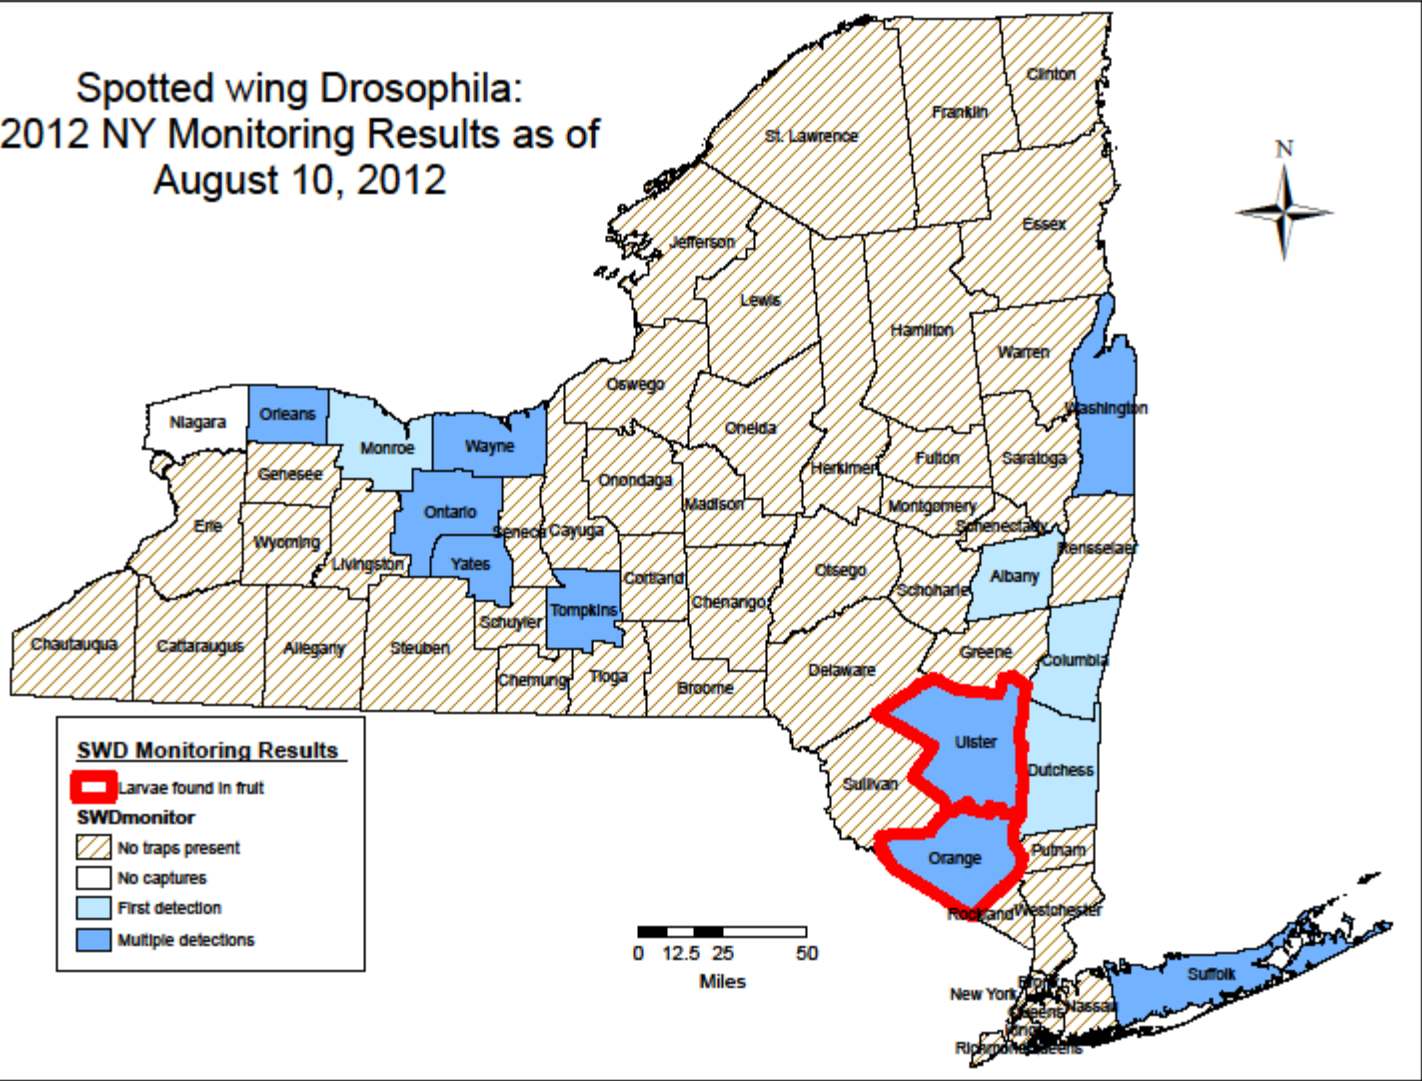 Spotted wing Drosophila:
2012 NY Monitoring Results as of
August 10, 2012
N
Clinton
Franklin
St. Lawrence
Essex
Jefferson
Lewis
Hamilton
Warren
Oswego
Washington
Niagara
Orleans
Monroe
Wayne
Oneida
Herkimer
Fulton
Saratoga
Genesee
Onondaga
Madison
Montgomery
Ontario
Seneca
Cayuga
Schenectady
Erie
Wyoming
Livingston
Yates
Rensselaer
Cortland
Otsego
Schoharie
Albany
Chenango
Tompkins
Schuyler
Chautauqua
Cattaraugus
Allegany
Steuben
Chemung
Tioga
Broome
Delaware
Greene
Columbia
Ulster
Dutchess
Sullivan
Orange
Putnam
Rockland
Westchester
Suffolk
Bronx
New York
Nassau
Queens
Kings
Richmond
Queens
SWD Monitoring Results
Larvae found in fruit
SWDmonitor
No traps present
No captures
First detection
Multiple detections
0 12.5 25 50
Miles